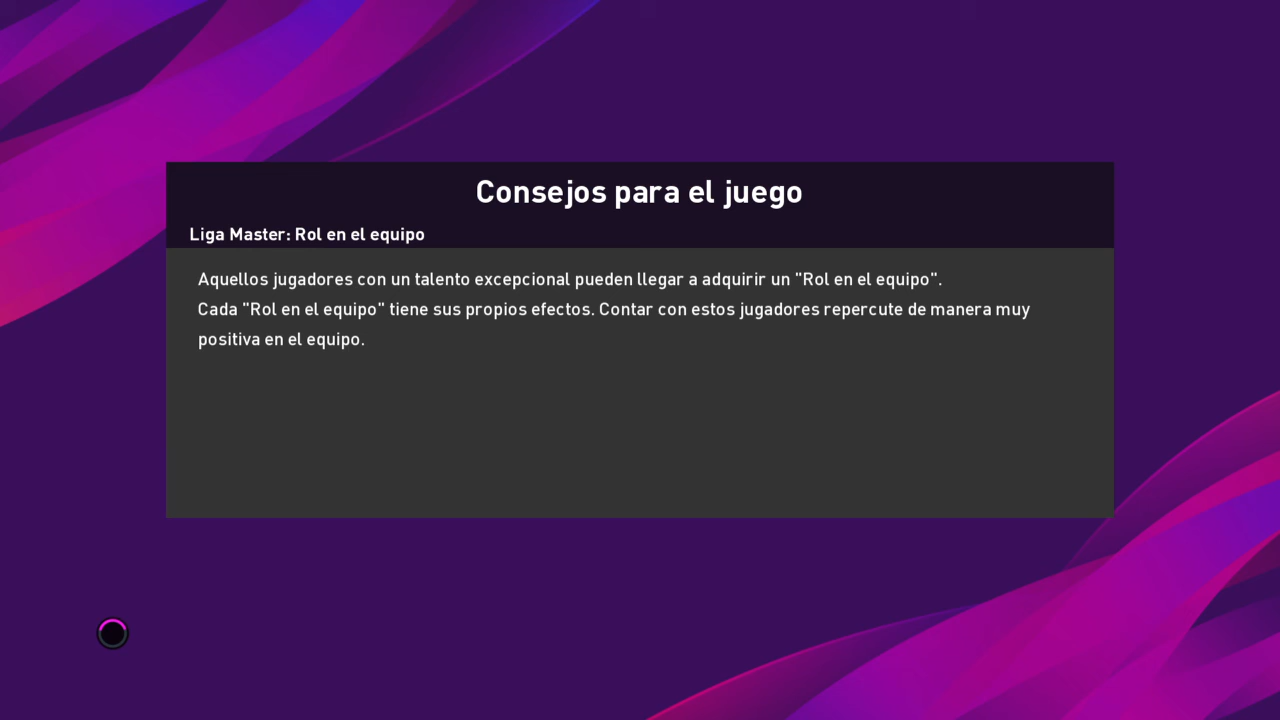 Consejos para el juego
Liga Master: Rol en el equipo
Aquellos jugadores con un talento excepcional pueden llegar a adquirir un "Rol en el equipo".
Cada "Rol en el equipo" tiene sus propios efectos. Contar con estos jugadores repercute de manera muy
positiva en el equipo.